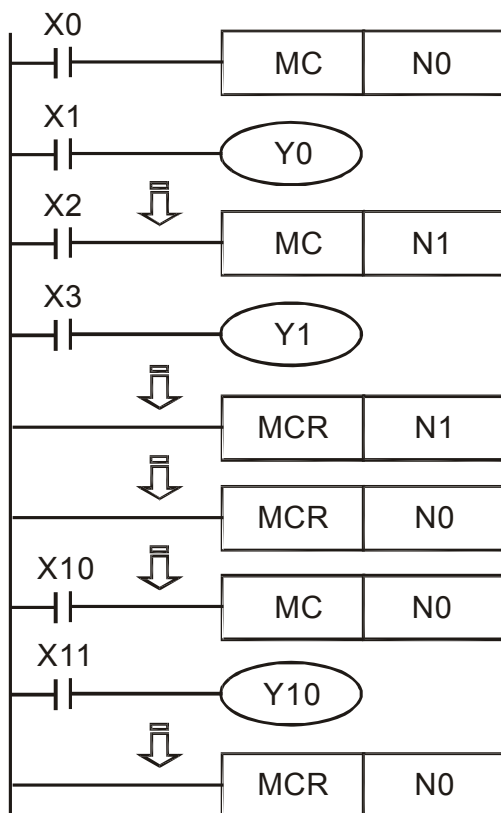 X0
MC N0
X1
Y0
X2
MC N1
X3
Y1
MCR N1
MCR N0
X10
MC N0
X11
Y10
MCR N0